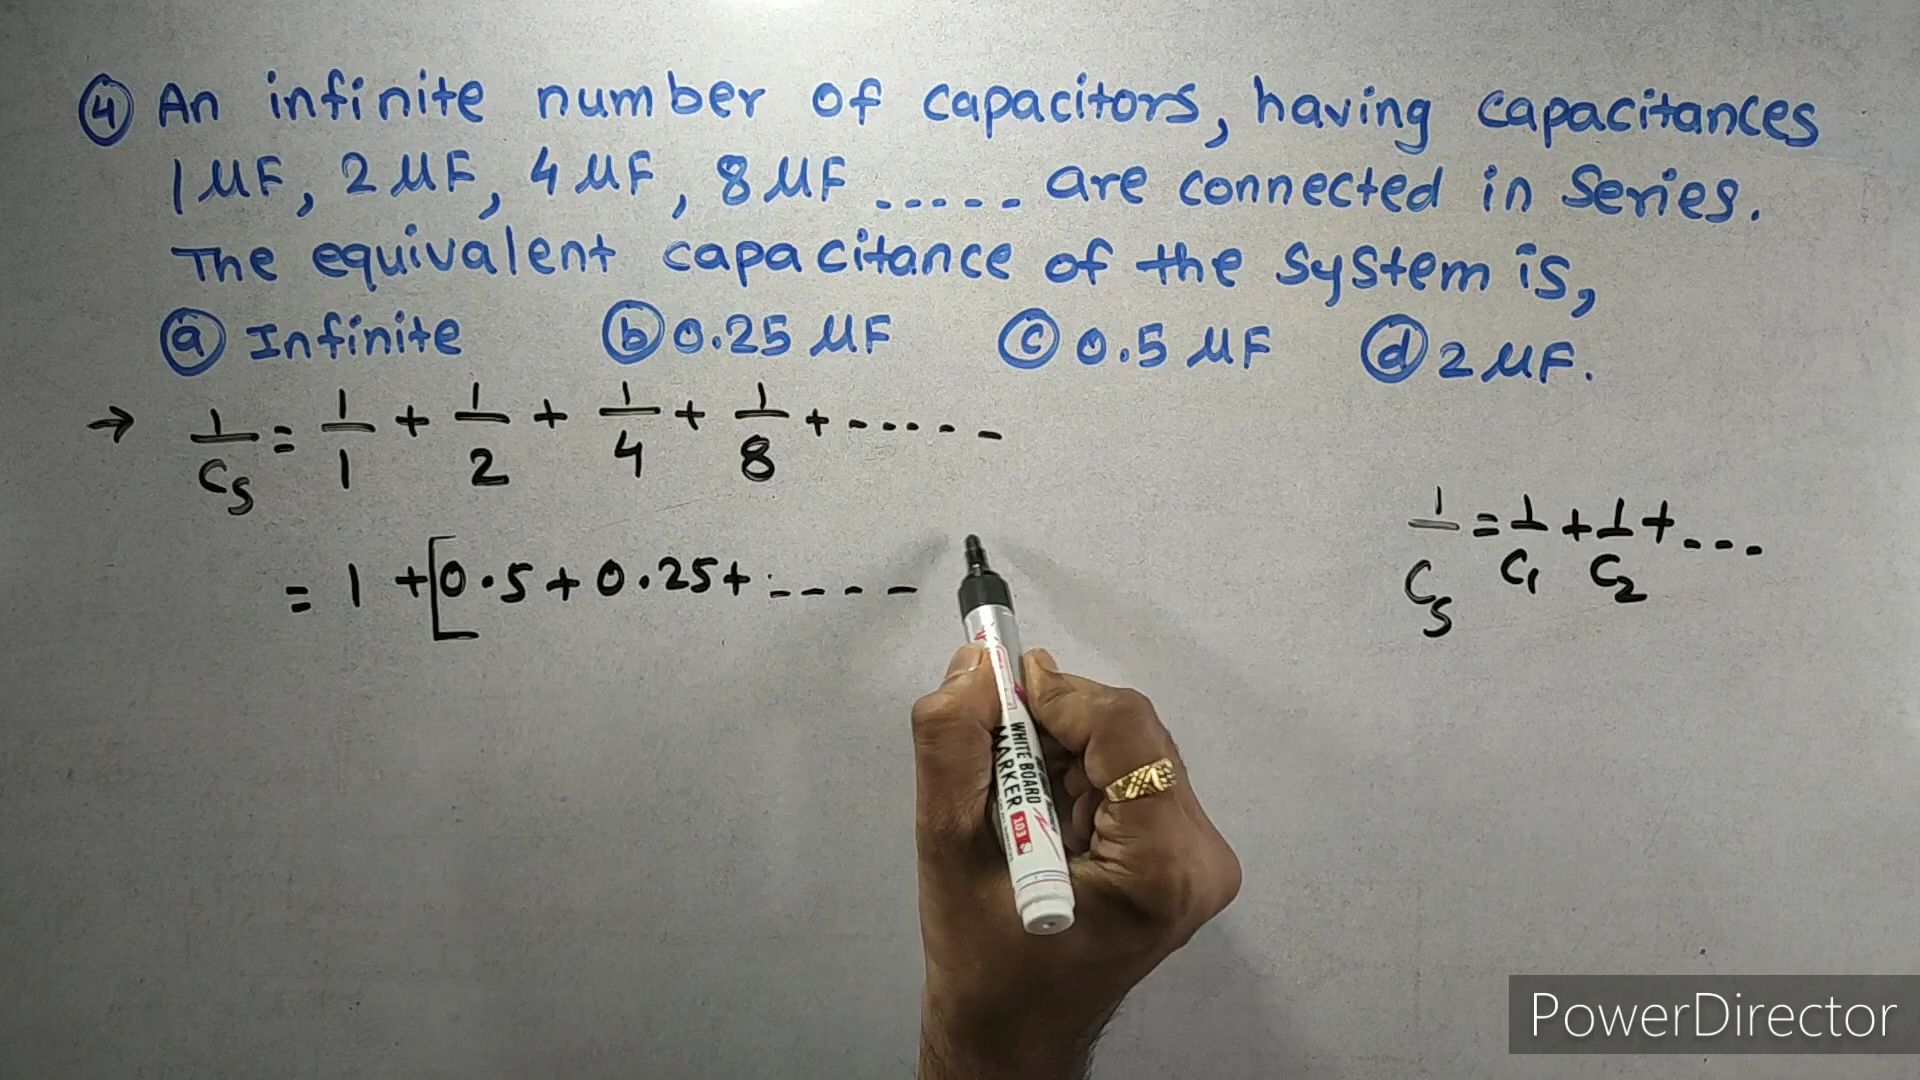 ④ An infinite number of capacitors, having capacitances
1 μF, 2 μF, 4 μF, 8 μF ----- are connected in series.
The equivalent capacitance of the system is,
ⓐ Infinite ⓑ 0.25 μF ⓒ 0.5 μF ⓓ 2 μF.
→ 1/Cs = 1/1 + 1/2 + 1/4 + 1/8 + -----
= 1 + [0.5 + 0.25 + -----
1/Cs = 1/C1 + 1/C2 + ---
WHITE BOARD
MARKER 103
PowerDirector